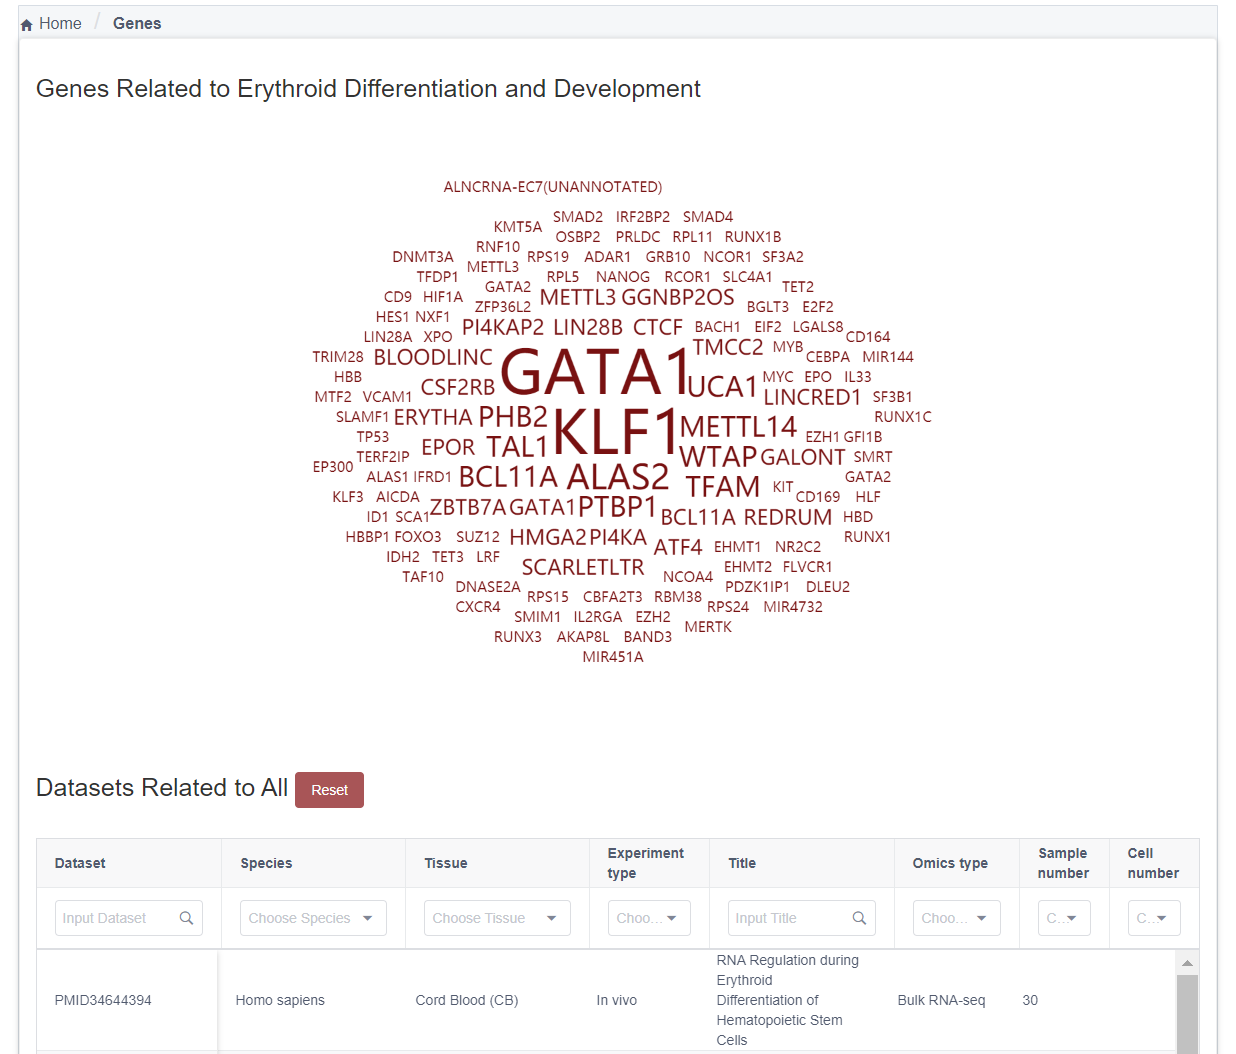 Home / Genes
Genes Related to Erythroid Differentiation and Development
ALNCRNA-EC7(UNANNOTATED)
SMAD2 IRF2BP2 SMAD4
KMT5A
OSBP2 PRLDC RPL11 RUNX1B
RNF10
DNMT3A RPS19 ADAR1 GRB10 NCOR1 SF3A2
METTL3
TFDP1 RPL5 NANOG RCOR1 SLC4A1
GATA2 TET2
CD9 HIF1A METTL3 GGNBP2OS
ZFP36L2 BGLT3 E2F2
HES1 NXF1
PI4KAP2 LIN28B CTCF BACH1 EIF2 LGALS8
LIN28A XPO CD164
TMCC2 MYB
TRIM28 BLOODLINC CEBPA MIR144
GATA1
HBB MYC EPO IL33
CSF2RB UCA1
MTF2 VCAM1 LINCRED1 SF3B1
SLAMF1 ERYTHA PHB2 RUNX1C
KLF1 METTL14
TP53 EZH1 GFI1B
EPOR TAL1
TERF2IP WTAP GALONT SMRT
EP300
ALAS1 IFRD1 BCL11A ALAS2 GATA2
TFAM KIT
KLF3 AICDA CD169 HLF
ZBTB7A GATA1 PTBP1
ID1 SCA1 BCL11A REDRUM HBD
HBBP1 FOXO3 SUZ12 HMGA2 PI4KA RUNX1
ATF4 EHMT1 NR2C2
IDH2 TET3 LRF
SCARLETLTR EHMT2 FLVCR1
TAF10 NCOA4
DNASE2A PDZK1IP1 DLEU2
RPS15 CBFA2T3 RBM38
CXCR4 RPS24 MIR4732
SMIM1 IL2RGA EZH2
MERTK
RUNX3 AKAP8L BAND3
MIR451A
Datasets Related to All Reset
Dataset Species Tissue Experiment type Title Omics type Sample number Cell number
Input Dataset Choose Species Choose Tissue Choo... Input Title Choo... C... C...
PMID34644394 Homo sapiens Cord Blood (CB) In vivo RNA Regulation during Erythroid Differentiation of Hematopoietic Stem Cells Bulk RNA-seq 30